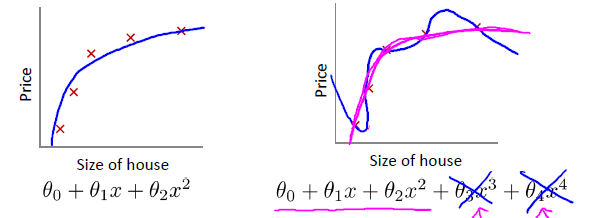 Price
Size of house
θ₀ + θ₁x + θ₂x²
Price
Size of house
θ₀ + θ₁x + θ₂x² + θ₃x³ + θ₄x⁴